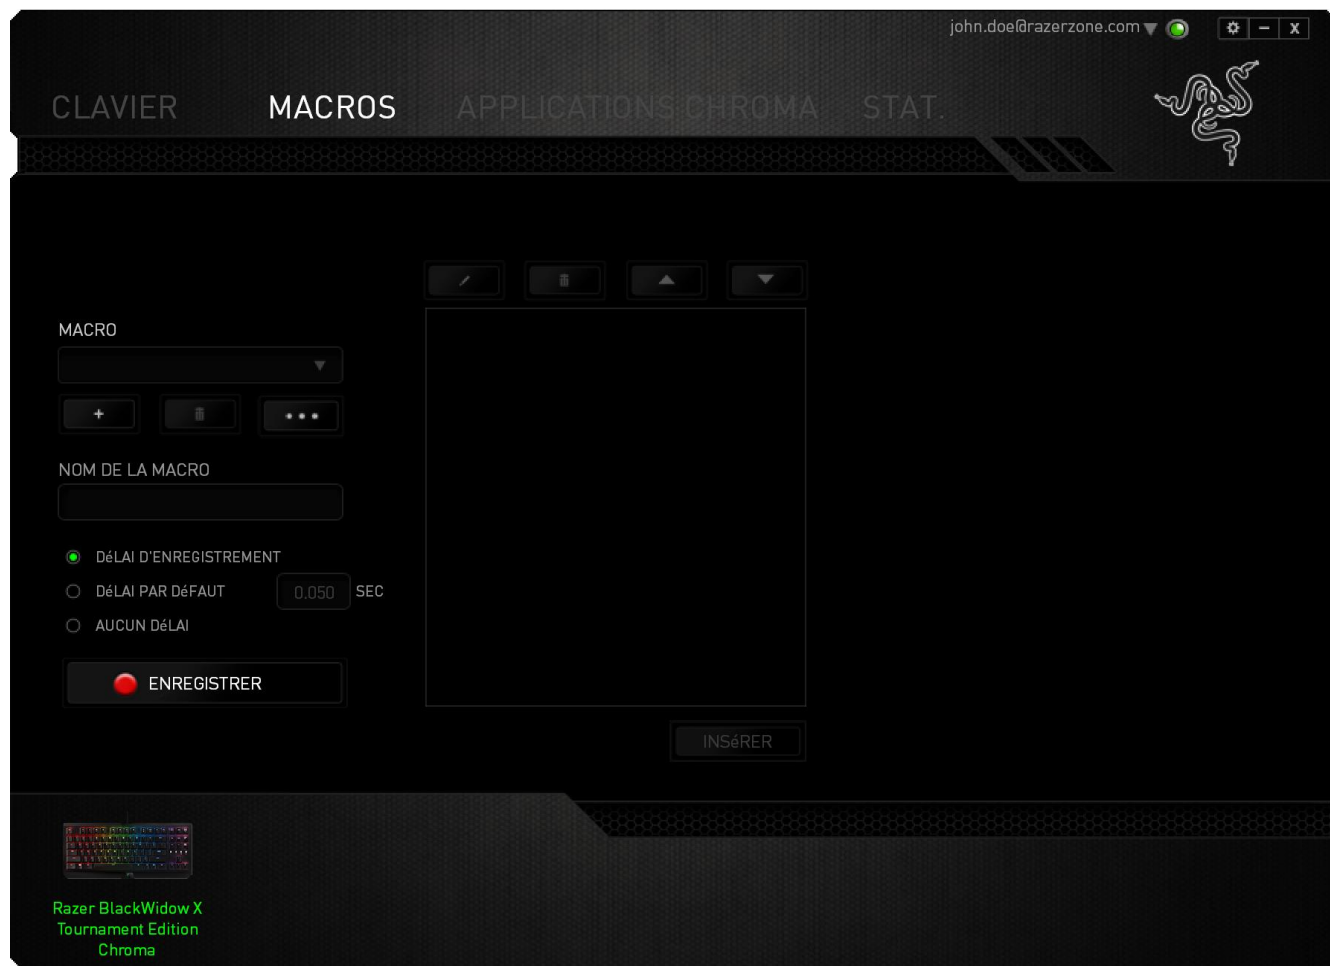 john.doe@razerzone.com
CLAVIER MACROS APPLICATIONS CHROMA STAT.
MACRO
NOM DE LA MACRO
DéLAI D'ENREGISTREMENT
DéLAI PAR DéFAUT 0.050 SEC
AUCUN DéLAI
ENREGISTRER
INSéRER
Razer BlackWidow X
Tournament Edition
Chroma